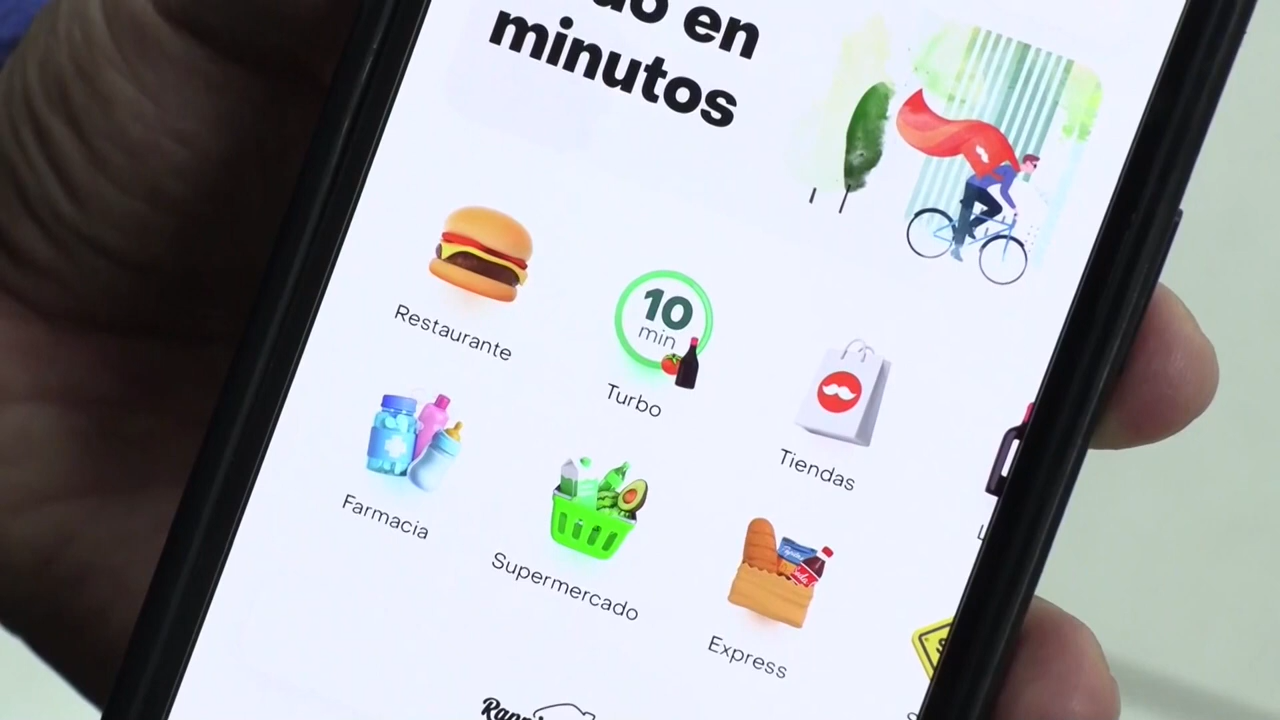 en
minutos
Restaurante
10
min
Turbo
Tiendas
Farmacia
Supermercado
Express